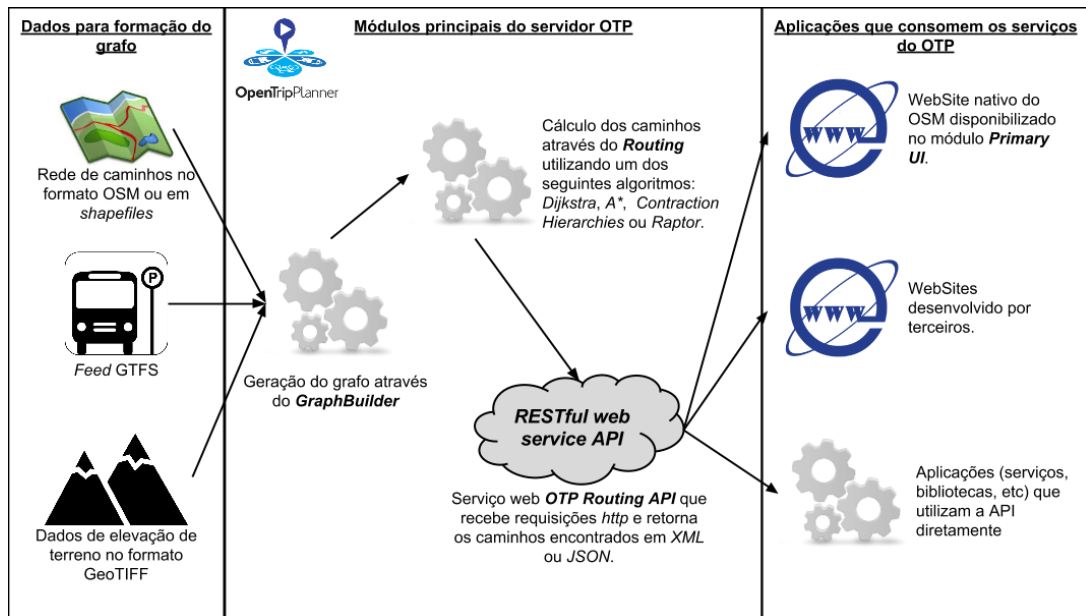 Dados para formação do
grafo
Rede de caminhos no
formato OSM ou em
shapefiles
P
Feed GTFS
Dados de elevação de
terreno no formato
GeoTIFF
Módulos principais do servidor OTP
OpenTripPlanner
Geração do grafo através
do GraphBuilder
Cálculo dos caminhos
através do Routing
utilizando um dos
seguintes algoritmos:
Dijkstra, A*, Contraction
Hierarchies ou Raptor.
RESTful web
service API
Serviço web OTP Routing API que
recebe requisições http e retorna
os caminhos encontrados em XML
ou JSON.
Aplicações que consomem os serviços
do OTP
www
WebSite nativo do
OSM disponibilizado
no módulo Primary
UI.
www
WebSites
desenvolvido por
terceiros.
Aplicações (serviços,
bibliotecas, etc) que
utilizam a API
diretamente